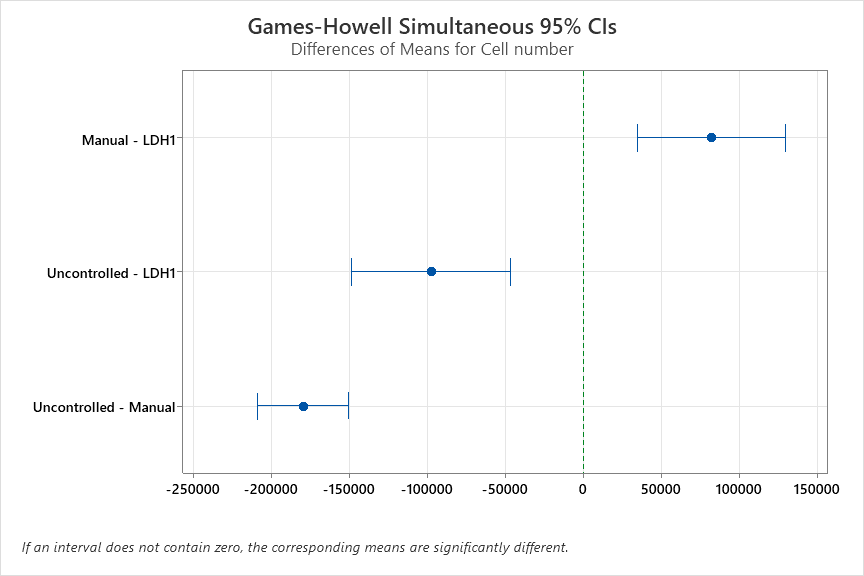 Games-Howell Simultaneous 95% CIs
Differences of Means for Cell number
Manual - LDH1
Uncontrolled - LDH1
Uncontrolled - Manual
-250000 -200000 -150000 -100000 -50000 0 50000 100000 150000
If an interval does not contain zero, the corresponding means are significantly different.